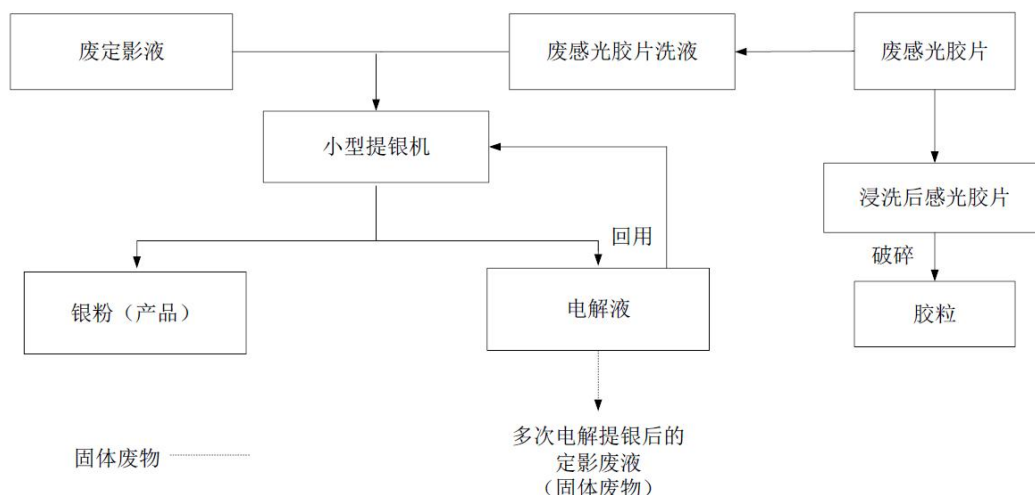 废定影液
废感光胶片洗液
废感光胶片
小型提银机
浸洗后感光胶片
回用
破碎
银粉（产品）
电解液
胶粒
多次电解提银后的
定影废液
（固体废物）
固体废物